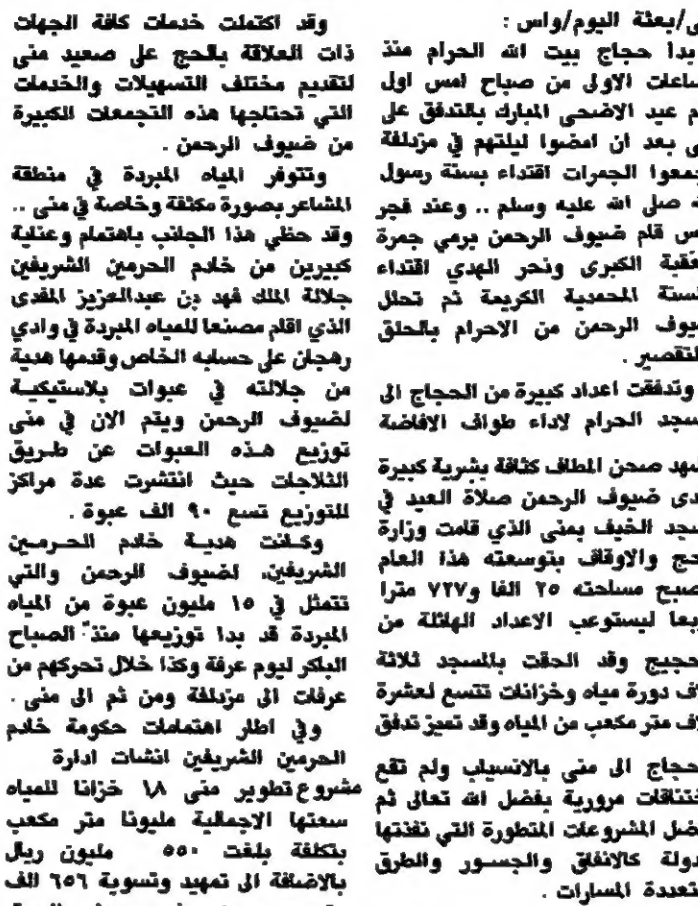 ى/بعثة اليوم/واس :
بدا حجاج بيت الله الحرام منذ
ساعات الاولى من صباح امس اول
م عيد الاضحى المبارك بالتدفق على
ى بعد ان امضوا ليلتهم في مزدلفة
جمعوا الجمرات اقتداء بسنة رسول
ه صلى الله عليه وسلم .. وعند فجر
س قام ضيوف الرحمن برمي جمرة
عقبة الكبرى ونحر الهدي اقتداء
لسنة المحمدية الكريمة ثم تحلل
يوف الرحمن من الاحرام بالحلق
لتقصير .
وتدفقت اعداد كبيرة من الحجاج الى
سجد الحرام لاداء طواف الافاضة
هد صحن المطاف كثافة بشرية كبيرة
دى ضيوف الرحمن صلاة العيد في
سجد الخيف بمنى الذي قامت وزارة
حج والاوقاف بتوسعته هذا العام
صبح مساحته ٢٥ الفا و٧٢٧ مترا
بعا ليستوعب الاعداد الهائلة من
حجيج وقد الحقت بالمسجد ثلاثة
ف دورة مياه وخزانات تتسع لعشرة
ف متر مكعب من المياه وقد تميز تدفق
حجاج الى منى بالانسياب ولم تقع
ختناقات مرورية بفضل الله تعالى ثم
ضل المشروعات المتطورة التي نفذتها
دولة كالانفاق والجسور والطرق
تعددة المسارات .
وقد اكتملت خدمات كافة الجهات
ذات العلاقة بالحج على صعيد منى
لتقديم مختلف التسهيلات والخدمات
التي تحتاجها هذه التجمعات الكبيرة
من ضيوف الرحمن .
وتتوفر المياه المبردة في منطقة
المشاعر بصورة مكثفة وخاصة في منى ..
وقد حظي هذا الجانب باهتمام وعناية
كبيرين من خادم الحرمين الشريفين
جلالة الملك فهد بن عبدالعزيز المفدى
الذي اقام مصنعا للمياه المبردة في وادي
رهجان على حسابه الخاص وقدمها هدية
من جلالته في عبوات بلاستيكية
لضيوف الرحمن ويتم الان في منى
توزيع هذه العبوات عن طريق
الثلاجات حيث انتشرت عدة مراكز
للتوزيع تسع ٩٠ الف عبوة .
وكانت هدية خادم الحرمين
الشريفين لضيوف الرحمن والتي
تتمثل في ١٥ مليون عبوة من المياه
المبردة قد بدا توزيعها منذ الصباح
الباكر ليوم عرفة وكذا خلال تحركهم من
عرفات الى مزدلفة ومن ثم الى منى .
وفي اطار اهتمامات حكومة خادم
الحرمين الشريفين انشات ادارة
مشروع تطوير منى ١٨ خزانا للمياه
سعتها الاجمالية مليونا متر مكعب
بتكلفة بلغت ٥٥٠ مليون ريال
بالاضافة الى تمهيد وتسوية ٦٥٦ الف